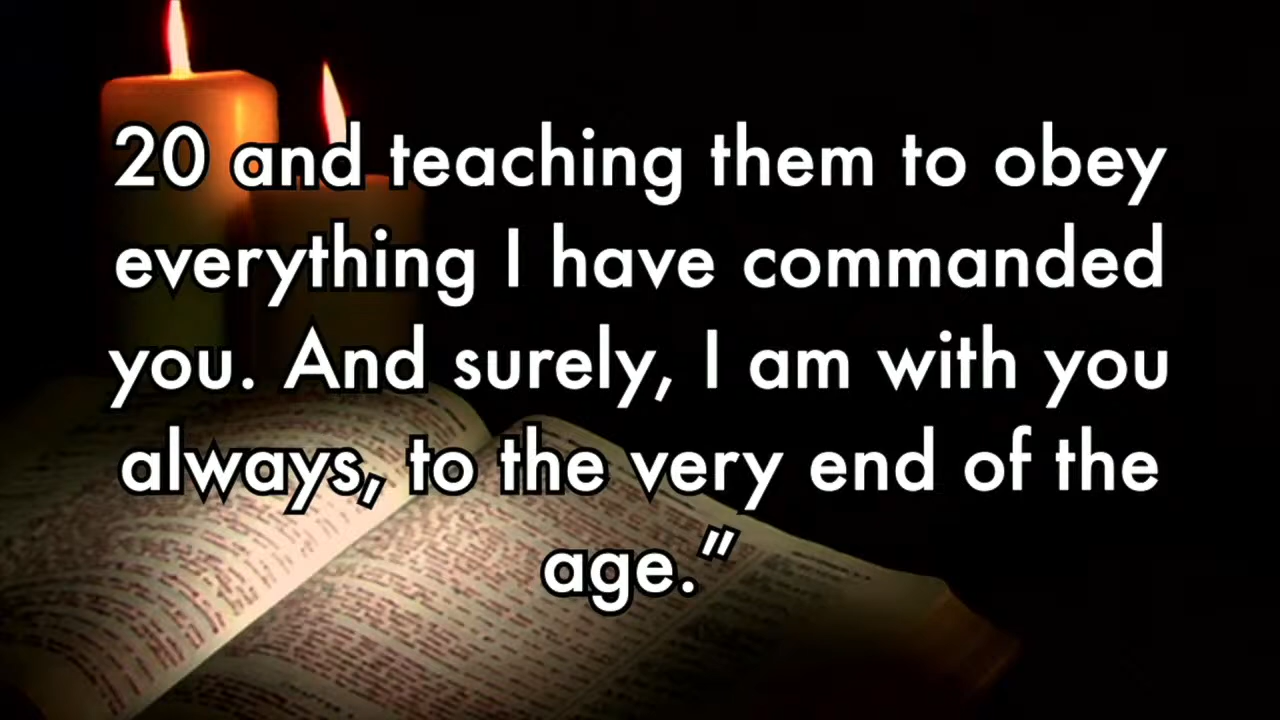 20 and teaching them to obey
everything I have commanded
you. And surely, I am with you
always, to the very end of the
age.”